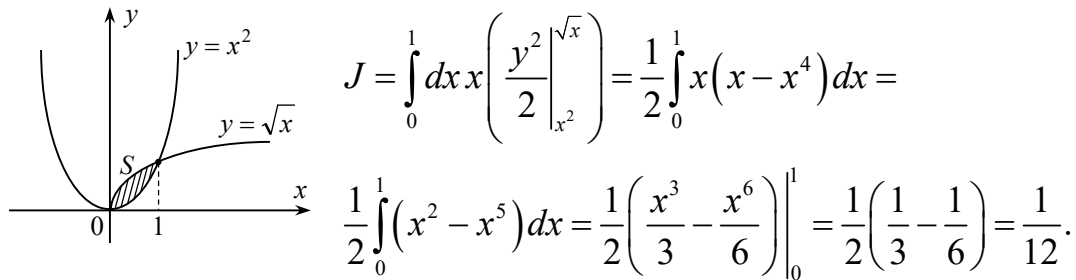 y
y = x²
y = √x
S
x
0 1
J = ∫₀¹ dx x ( y²/2 |_{x²}^{√x} ) = 1/2 ∫₀¹ x(x − x⁴)dx =
1/2 ∫₀¹ (x² − x⁵)dx = 1/2 ( x³/3 − x⁶/6 ) |₀¹ = 1/2 ( 1/3 − 1/6 ) = 1/12.